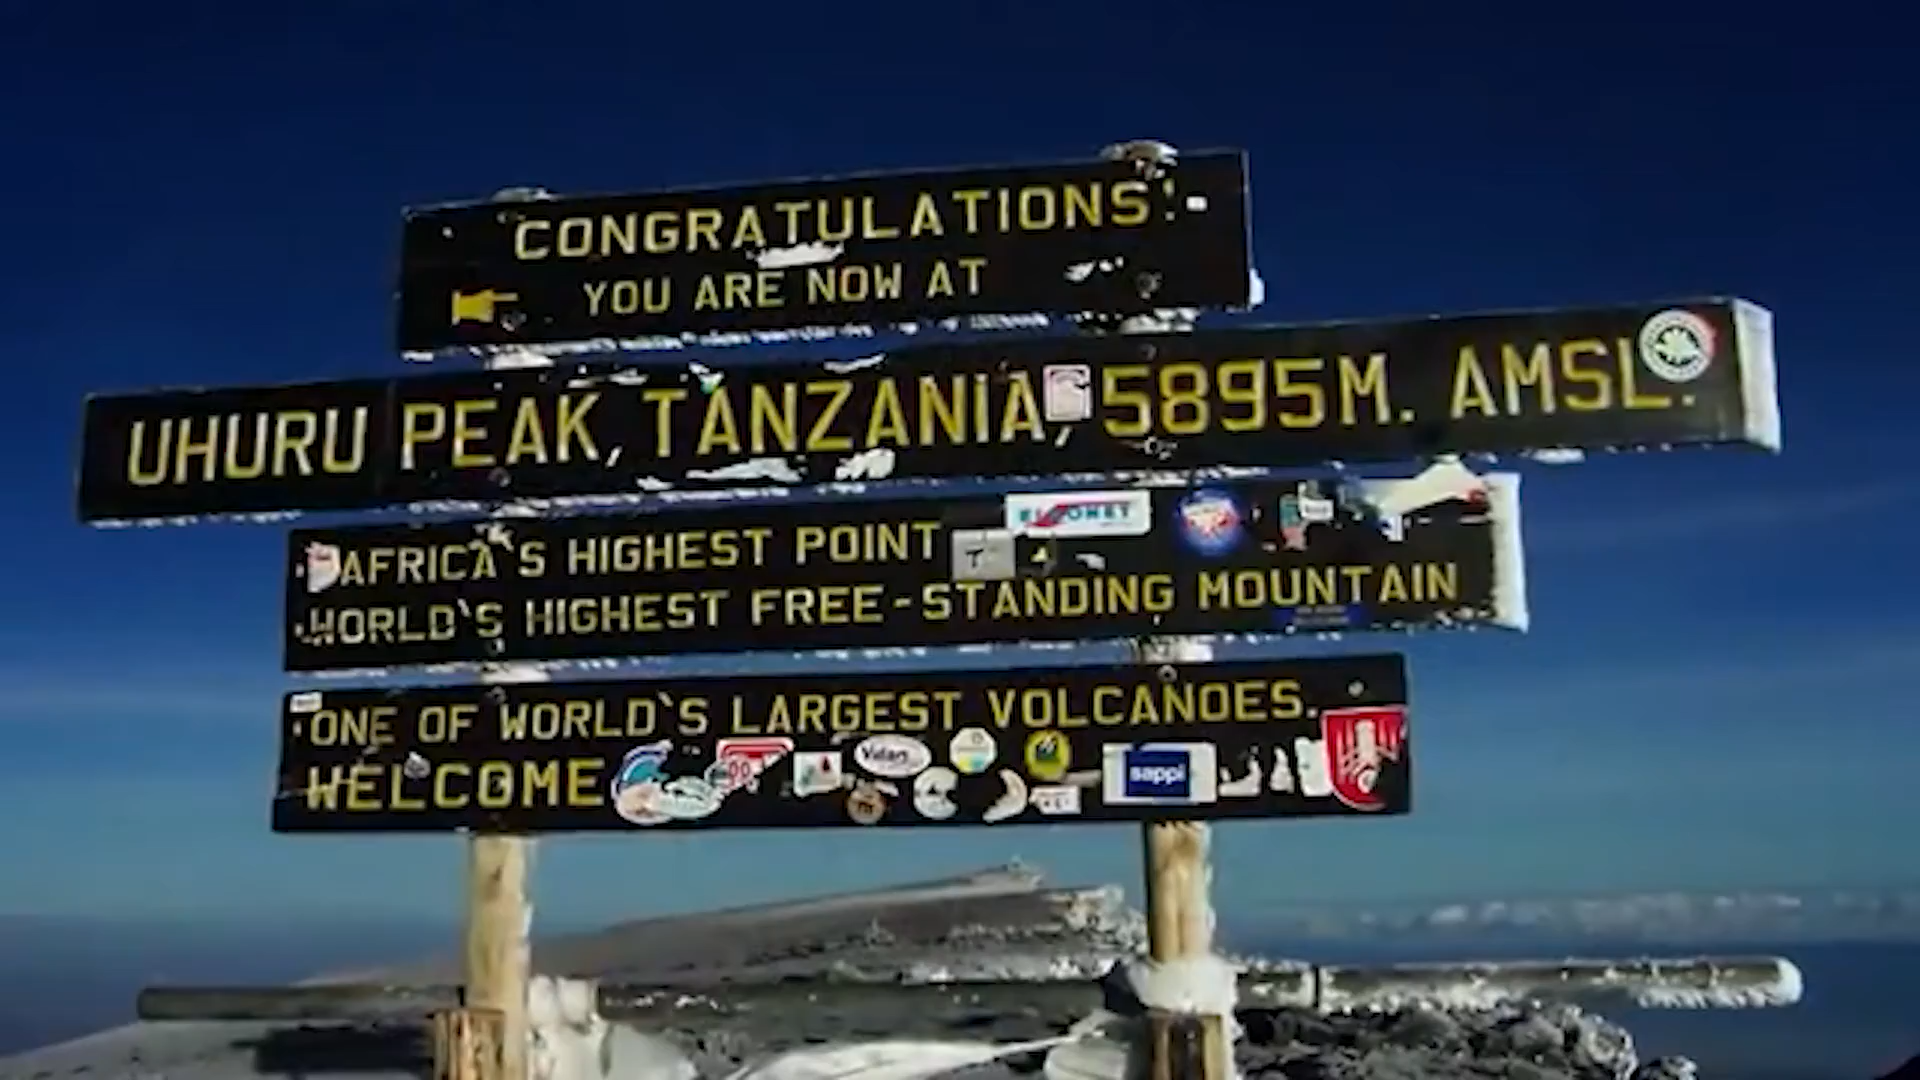 CONGRATULATIONS!
YOU ARE NOW AT
UHURU PEAK, TANZANIA, 5895M. AMSL.
AFRICA`S HIGHEST POINT
WORLD`S HIGHEST FREE-STANDING MOUNTAIN
ONE OF WORLD`S LARGEST VOLCANOES.
WELCOME
sappi